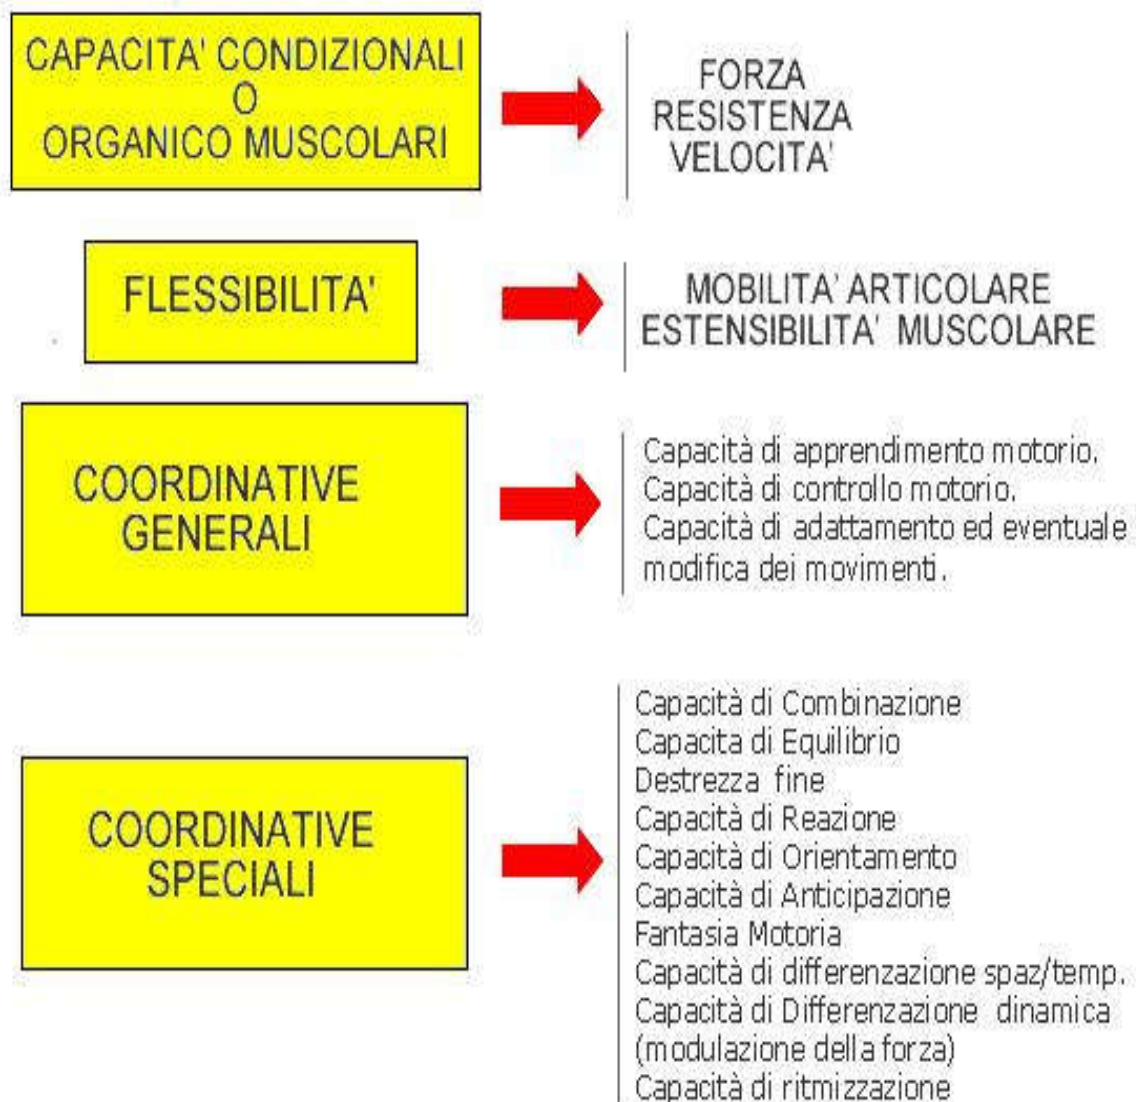 CAPACITA' CONDIZIONALI
O
ORGANICO MUSCOLARI
FORZA
RESISTENZA
VELOCITA'
FLESSIBILITA'
MOBILITA' ARTICOLARE
ESTENSIBILITA' MUSCOLARE
COORDINATIVE
GENERALI
Capacità di apprendimento motorio.
Capacità di controllo motorio.
Capacità di adattamento ed eventuale
modifica dei movimenti.
COORDINATIVE
SPECIALI
Capacità di Combinazione
Capacita di Equilibrio
Destrezza fine
Capacità di Reazione
Capacità di Orientamento
Capacità di Anticipazione
Fantasia Motoria
Capacità di differenzazione spaz/temp.
Capacità di Differenzazione dinamica
(modulazione della forza)
Capacità di ritmizzazione